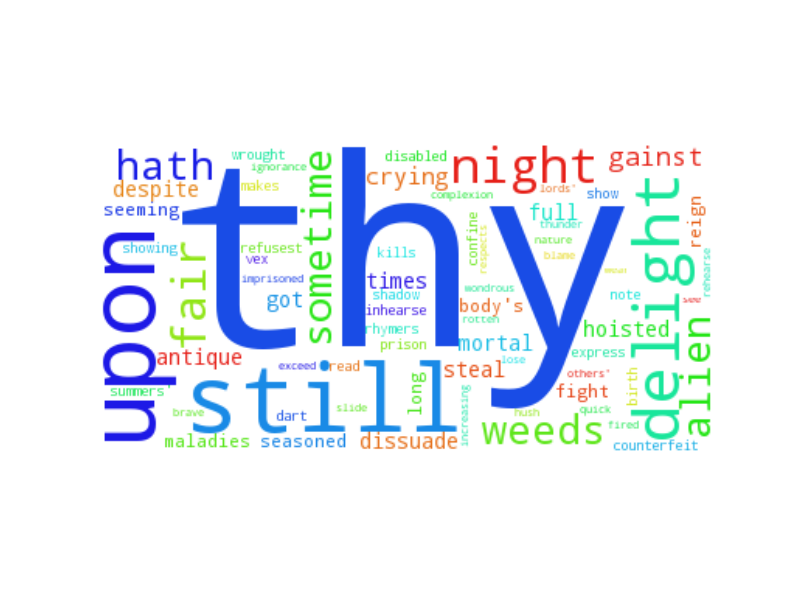 thy
upon
still
delight
night
hath
sometime
fair
alien
weeds
gainst
crying
despite
seeming
wrought
ignorance
makes
disabled
complexion
lords'
show
full
thunder
nature
blame
reign
rehearse
showing
refusest
vex
imprisoned
got
kills
times
shadow
inhearse
rhymers
prison
confine
respects
wondrous
body's
rotten
mortal
lose
note
see
hoisted
express
antique
exceed
read
steal
others'
fight
birth
summers'
brave
dart
slide
long
increasing
hush
quick
fired
maladies
seasoned
dissuade
counterfeit